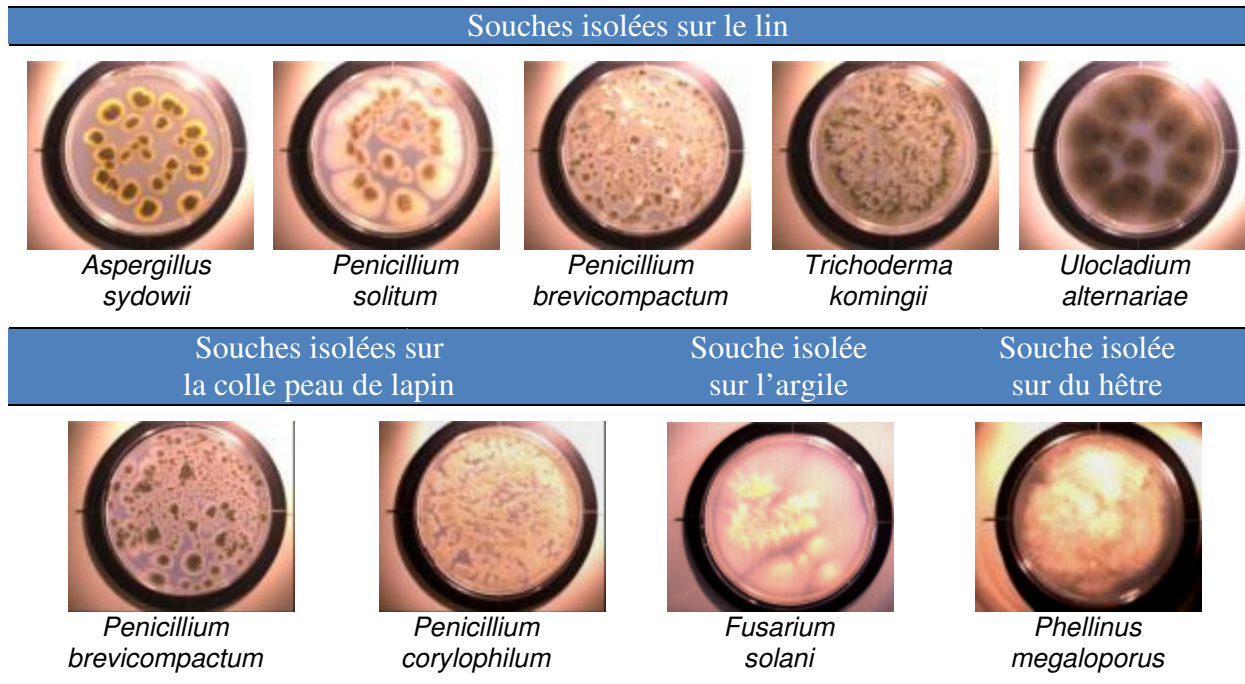 Souches isolées sur le lin
Aspergillus
sydowii
Penicillium
solitum
Penicillium
brevicompactum
Trichoderma
komingii
Ulocladium
alternariae
Souches isolées sur
la colle peau de lapin
Souche isolée
sur l'argile
Souche isolée
sur du hêtre
Penicillium
brevicompactum
Penicillium
corylophilum
Fusarium
solani
Phellinus
megaloporus